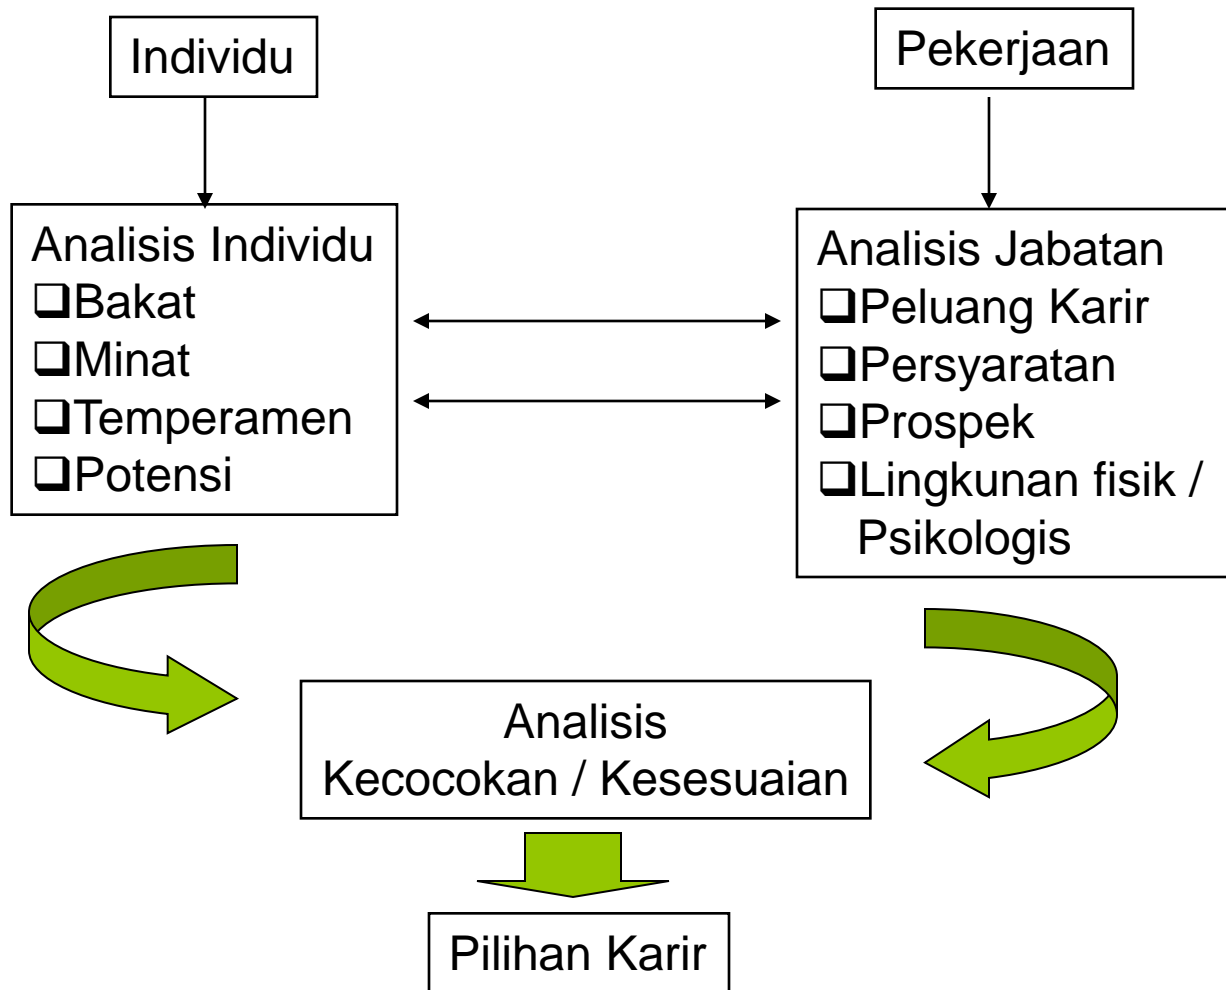 Individu
Pekerjaan
Analisis Individu
❑Bakat
❑Minat
❑Temperamen
❑Potensi
Analisis Jabatan
❑Peluang Karir
❑Persyaratan
❑Prospek
❑Lingkunan fisik /
Psikologis
Analisis
Kecocokan / Kesesuaian
Pilihan Karir